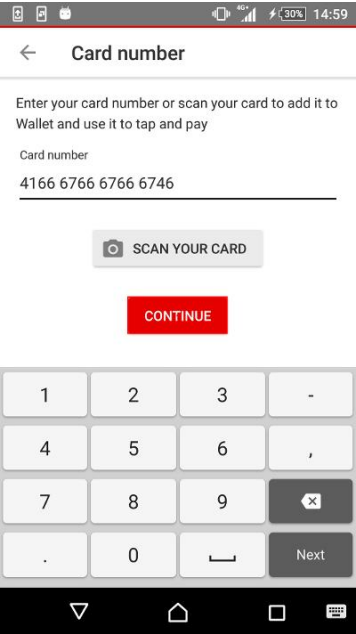 4G+ 30% 14:59
Card number
Enter your card number or scan your card to add it to
Wallet and use it to tap and pay
Card number
4166 6766 6766 6746
SCAN YOUR CARD
CONTINUE
1 2 3 -
4 5 6 ,
7 8 9
. 0
Next